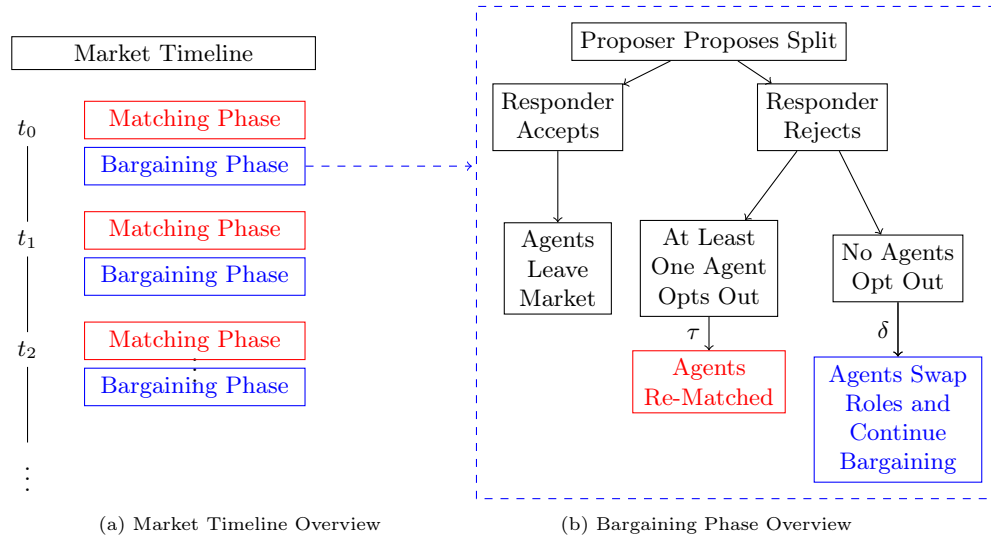 Market Timeline
t0
Matching Phase
Bargaining Phase
t1
Matching Phase
Bargaining Phase
t2
Matching Phase
Bargaining Phase
⋮
⋮
(a) Market Timeline Overview
Proposer Proposes Split
Responder
Accepts
Responder
Rejects
Agents
Leave
Market
At Least
One Agent
Opts Out
No Agents
Opt Out
τ
δ
Agents
Re-Matched
Agents Swap
Roles and
Continue
Bargaining
(b) Bargaining Phase Overview